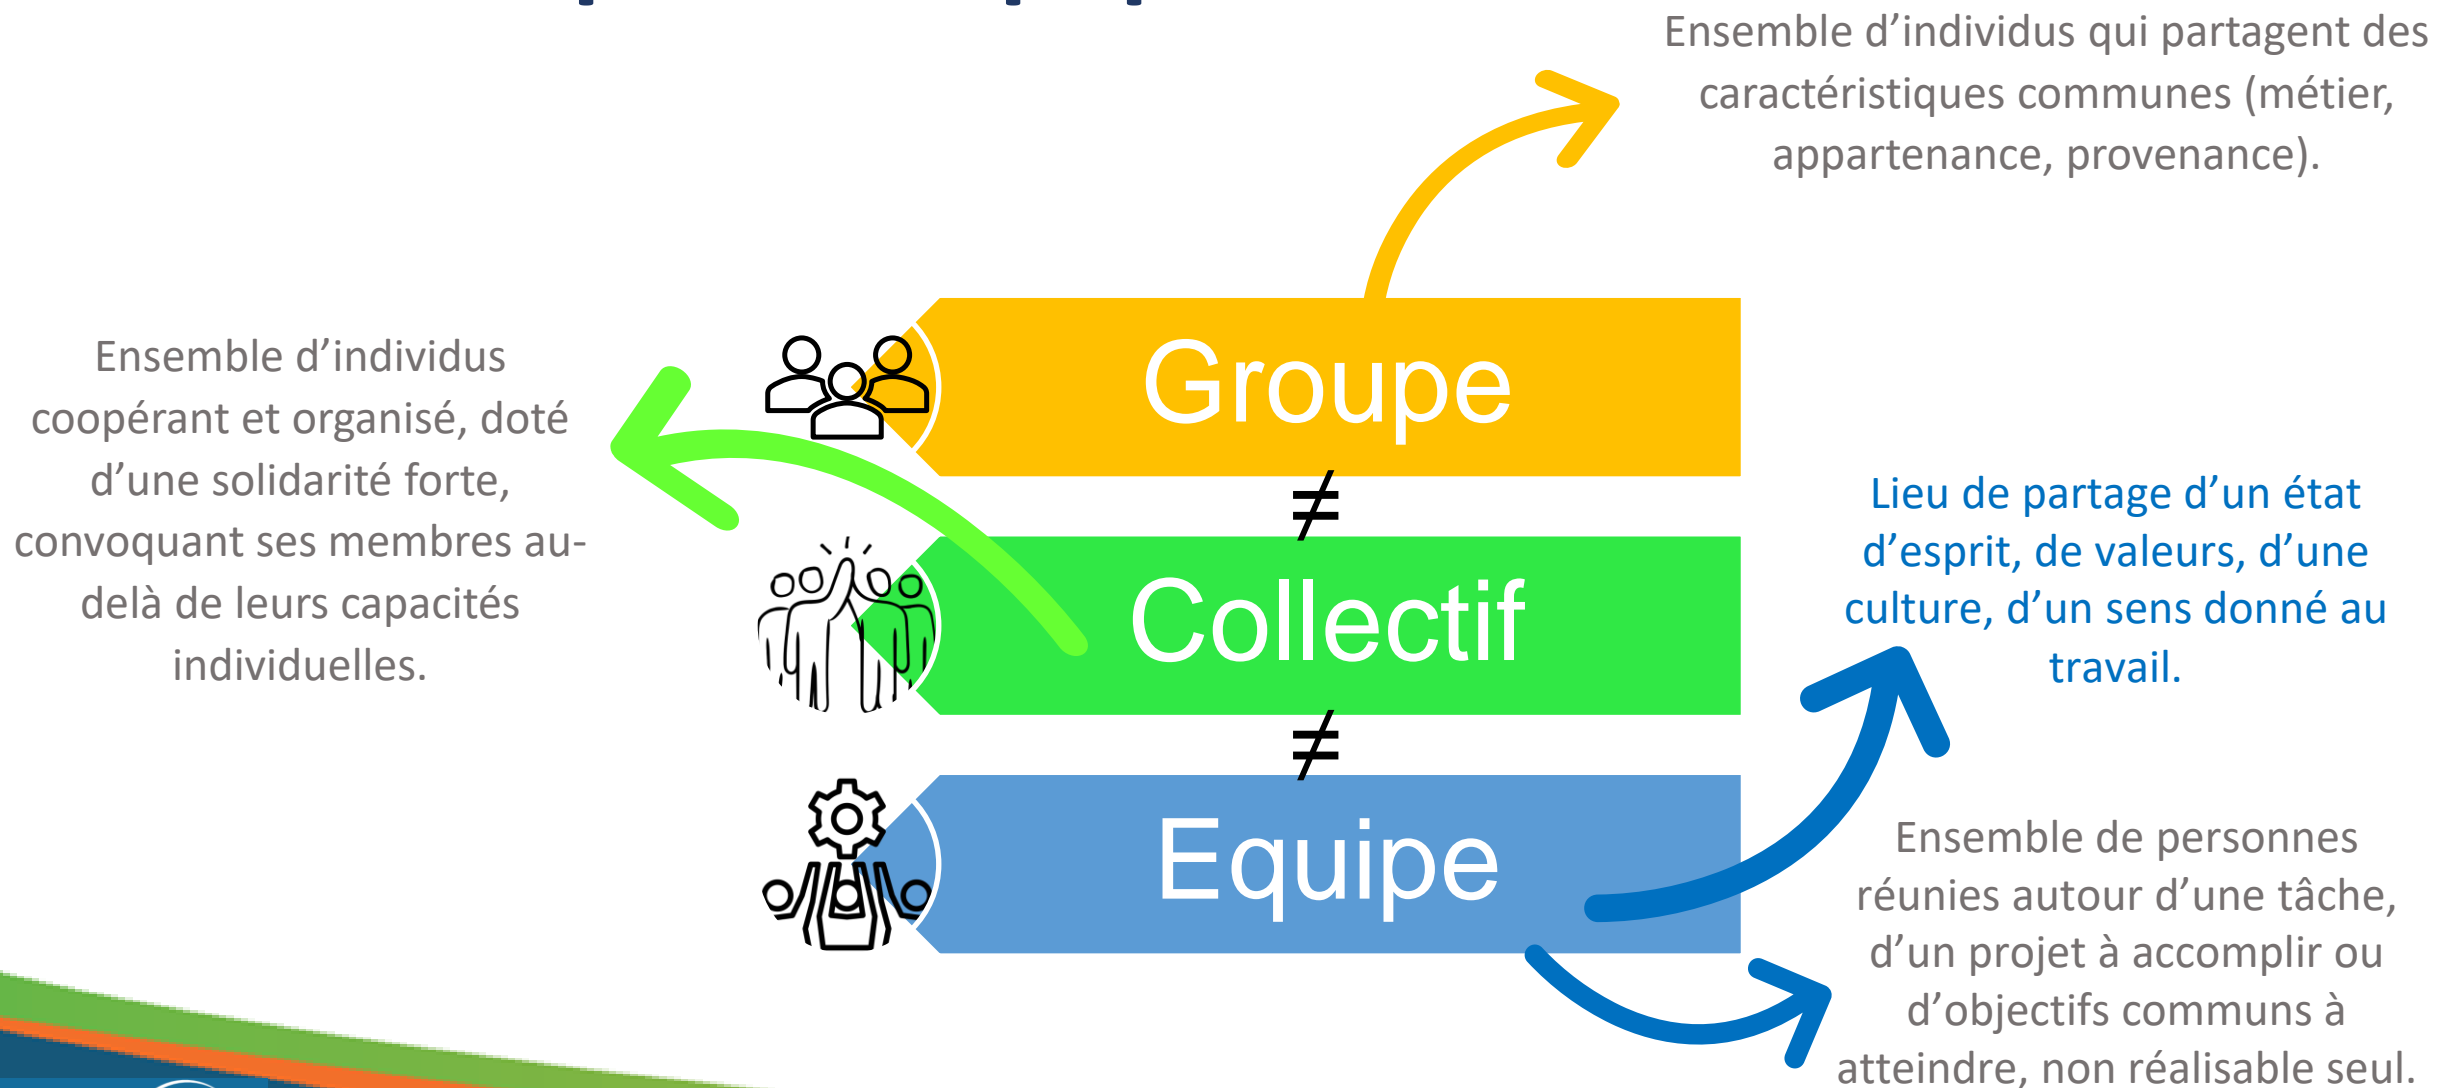 Ensemble d’individus qui partagent des
caractéristiques communes (métier,
appartenance, provenance).
Groupe
Ensemble d’individus
coopérant et organisé, doté
d’une solidarité forte,
convoquant ses membres au-
delà de leurs capacités
individuelles.
≠
Collectif
Lieu de partage d’un état
d’esprit, de valeurs, d’une
culture, d’un sens donné au
travail.
≠
Equipe
Ensemble de personnes
réunies autour d’une tâche,
d’un projet à accomplir ou
d’objectifs communs à
atteindre, non réalisable seul.